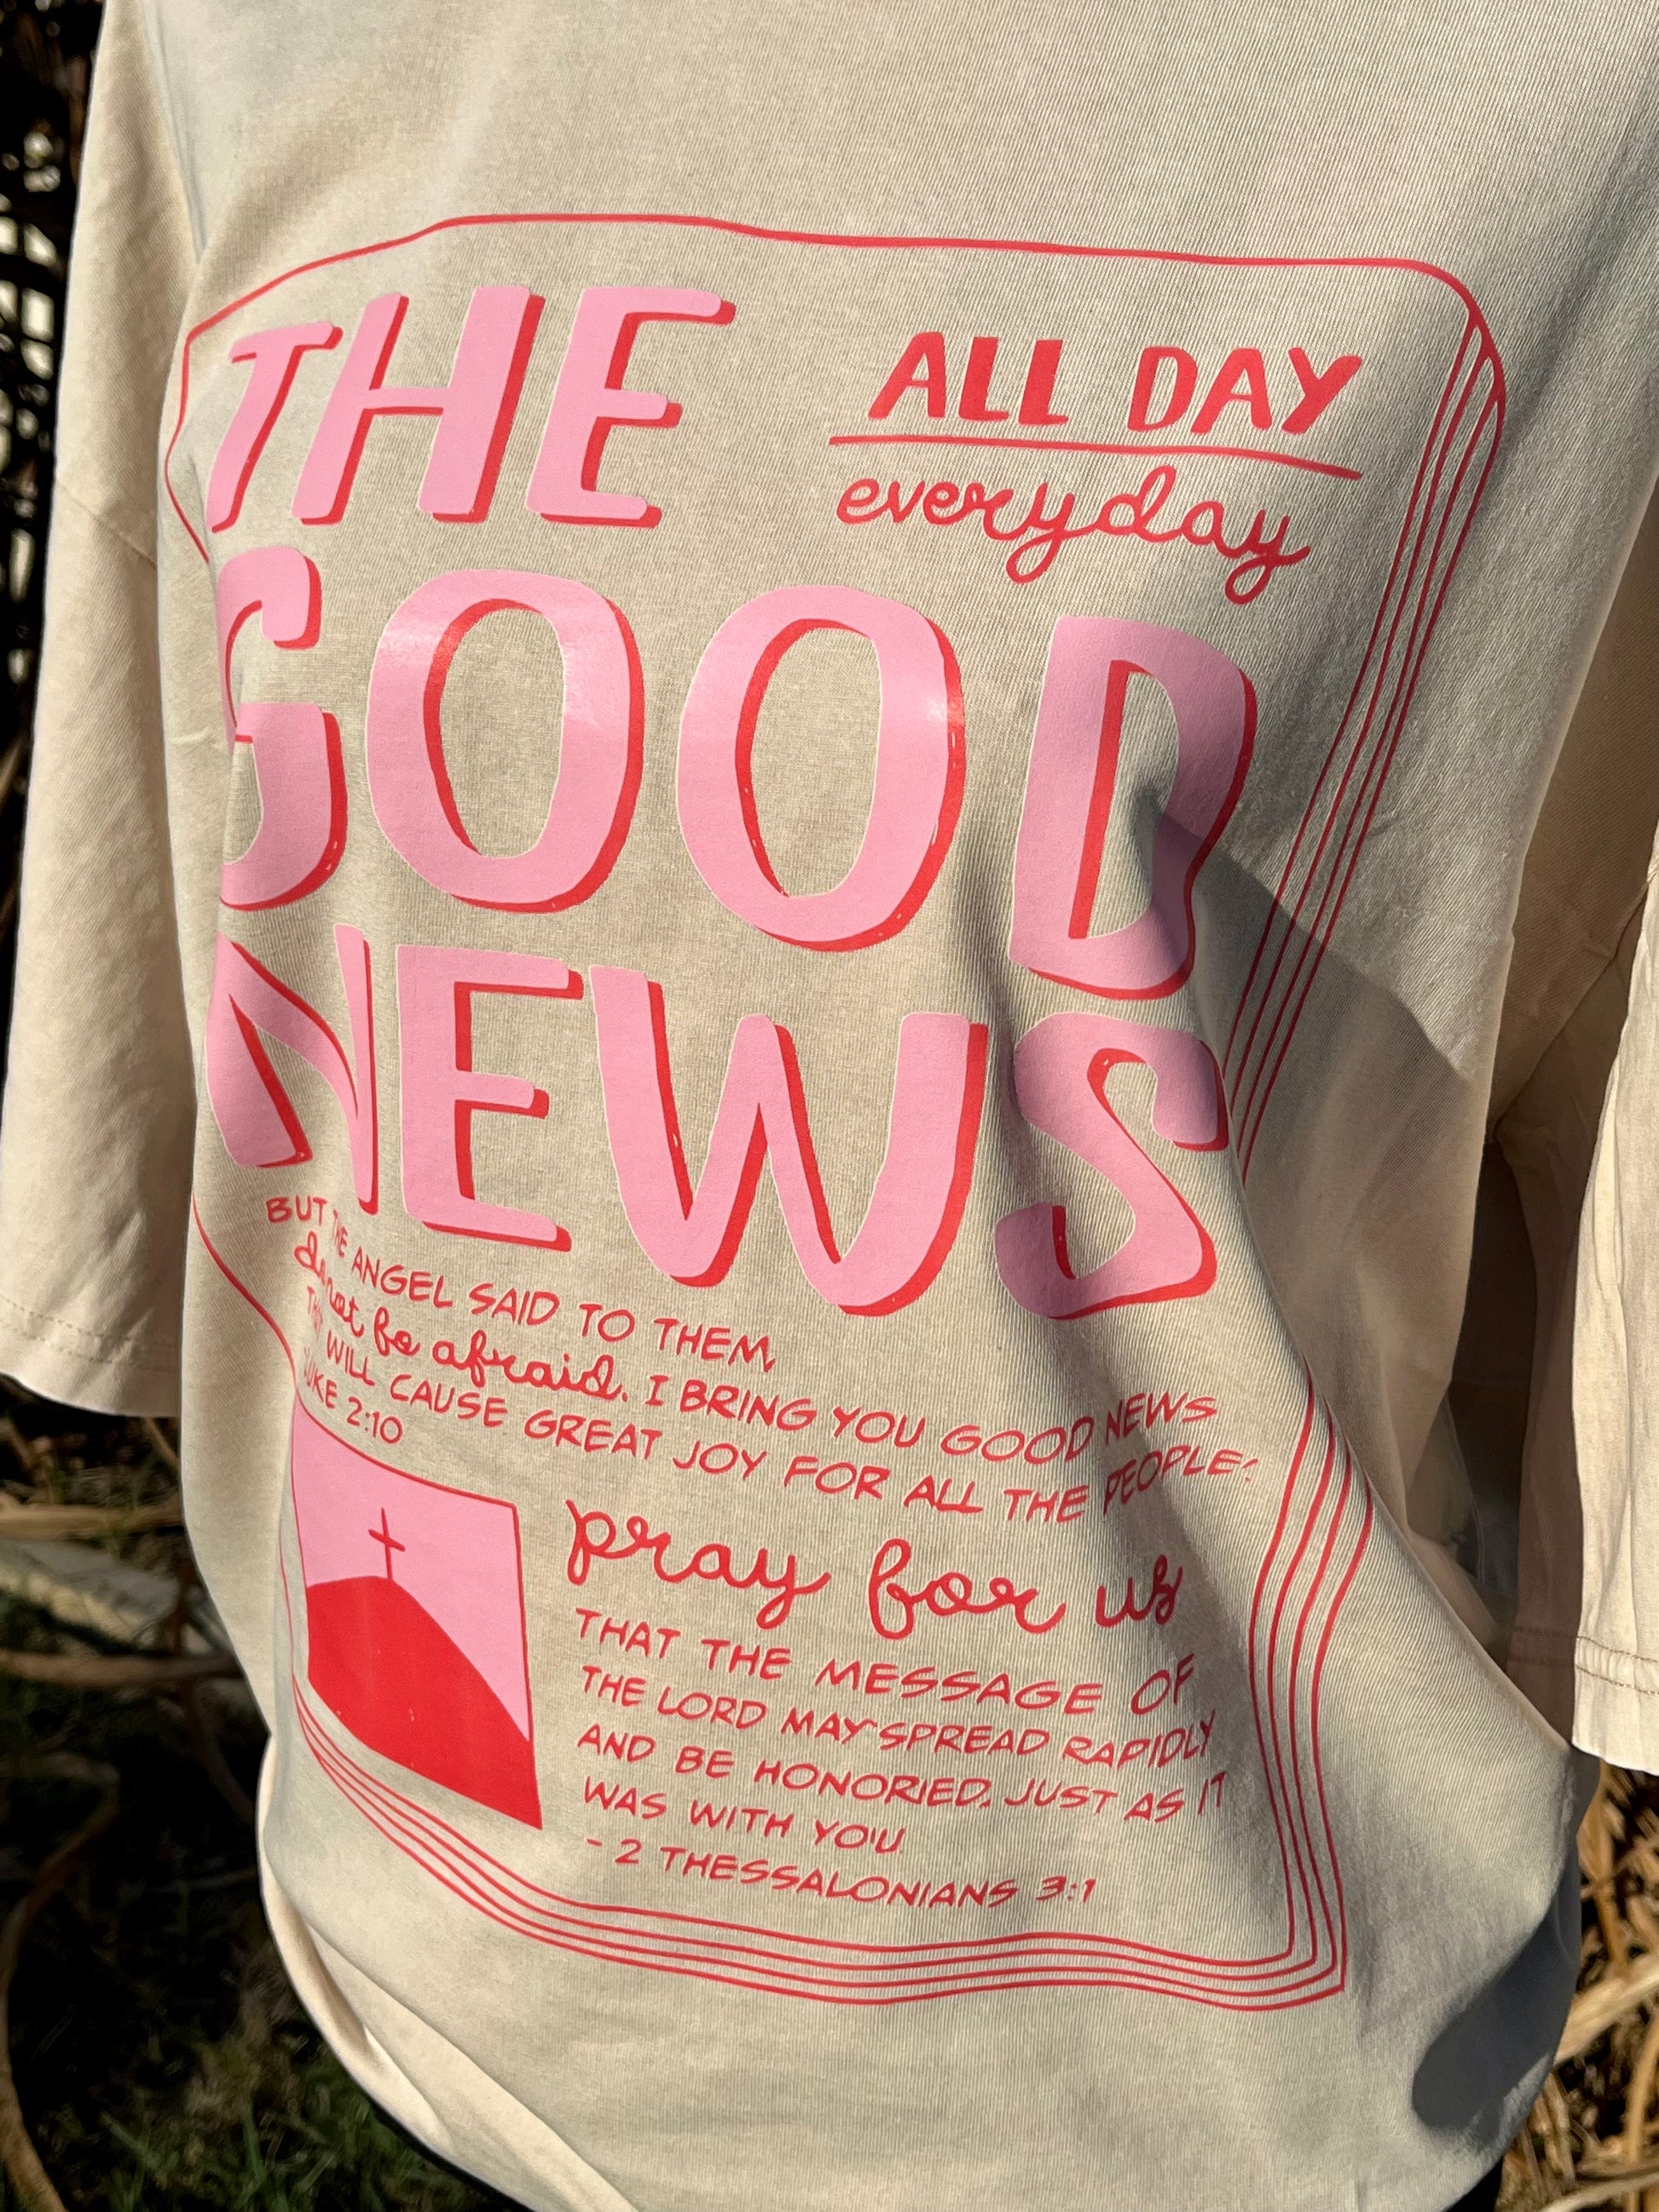 THE
ALL DAY
everyday
GOOD
NEWS
BUT THE ANGEL SAID TO THEM,
do not be afraid. I BRING YOU GOOD NEWS
THAT WILL CAUSE GREAT JOY FOR ALL THE PEOPLE.
LUKE 2:10
pray for us
THAT THE MESSAGE OF
THE LORD MAY SPREAD RAPIDLY
AND BE HONORIED, JUST AS IT
WAS WITH YOU.
- 2 THESSALONIANS 3:1